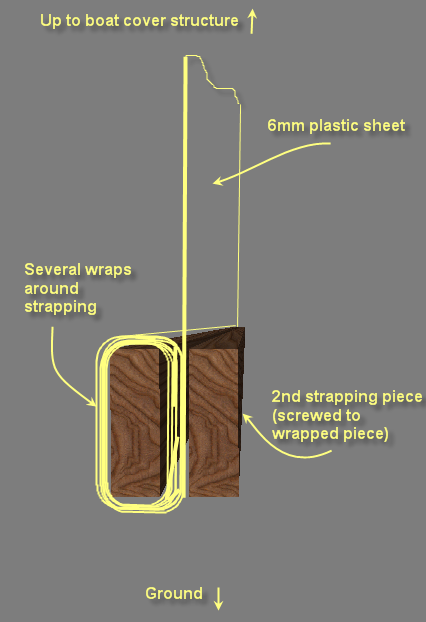 Up to boat cover structure
6mm plastic sheet
Several wraps
around
strapping
2nd strapping piece
(screwed to
wrapped piece)
Ground